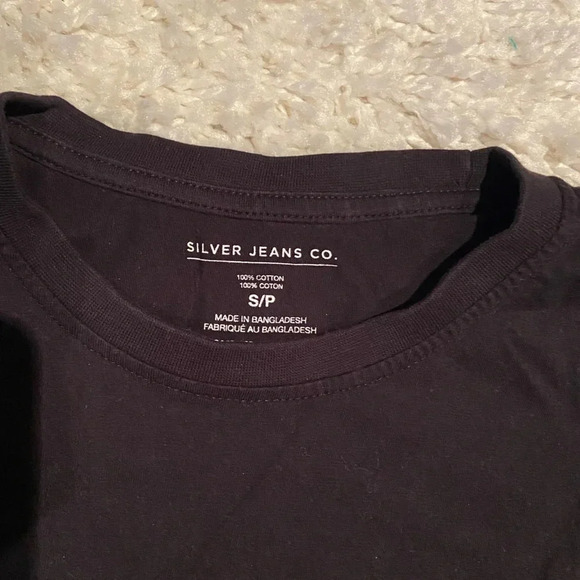 SILVER JEANS CO.
100% COTTON
100% COTON
S/P
MADE IN BANGLADESH
FABRIQUÉ AU BANGLADESH